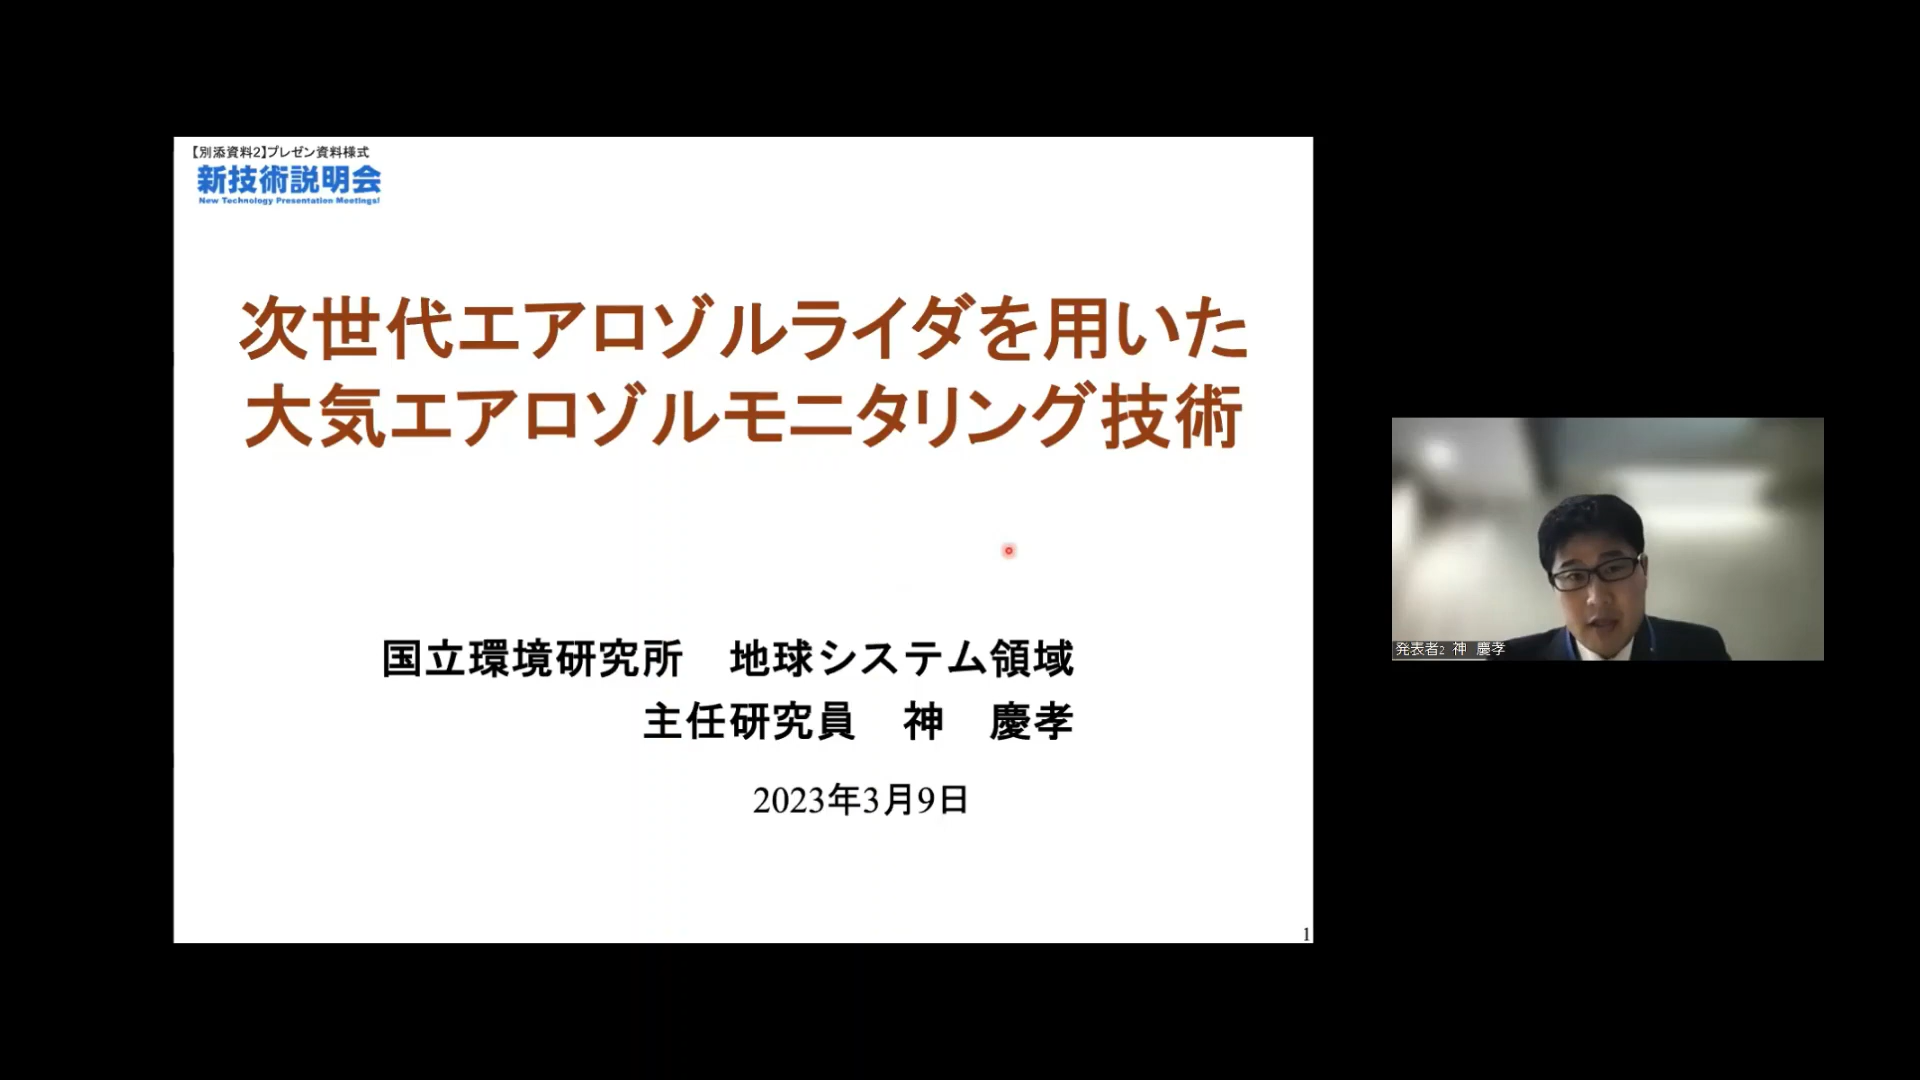 【別添資料2】プレゼン資料様式
新技術説明会
New Technology Presentation Meetings!
次世代エアロゾルライダを用いた
大気エアロゾルモニタリング技術
国立環境研究所　地球システム領域
主任研究員　神　慶孝
2023年3月9日
1
発表者2 神 慶孝